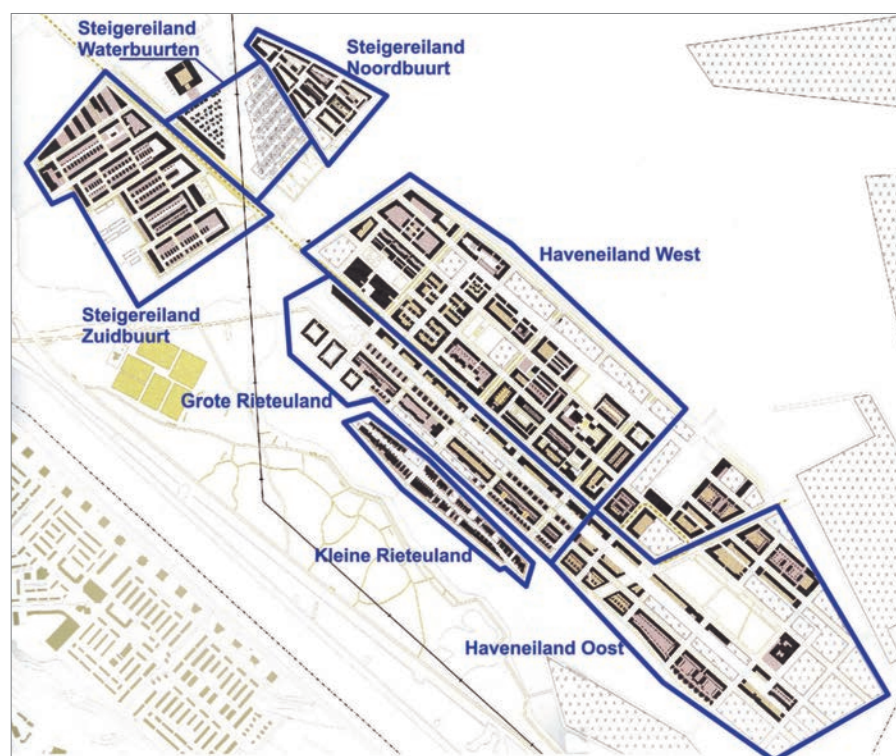 Steigereiland
Waterbuurten
Steigereiland
Noordbuurt
Haveneiland West
Steigereiland
Zuidbuurt
Grote Rieteuland
Kleine Rieteuland
Haveneiland Oost